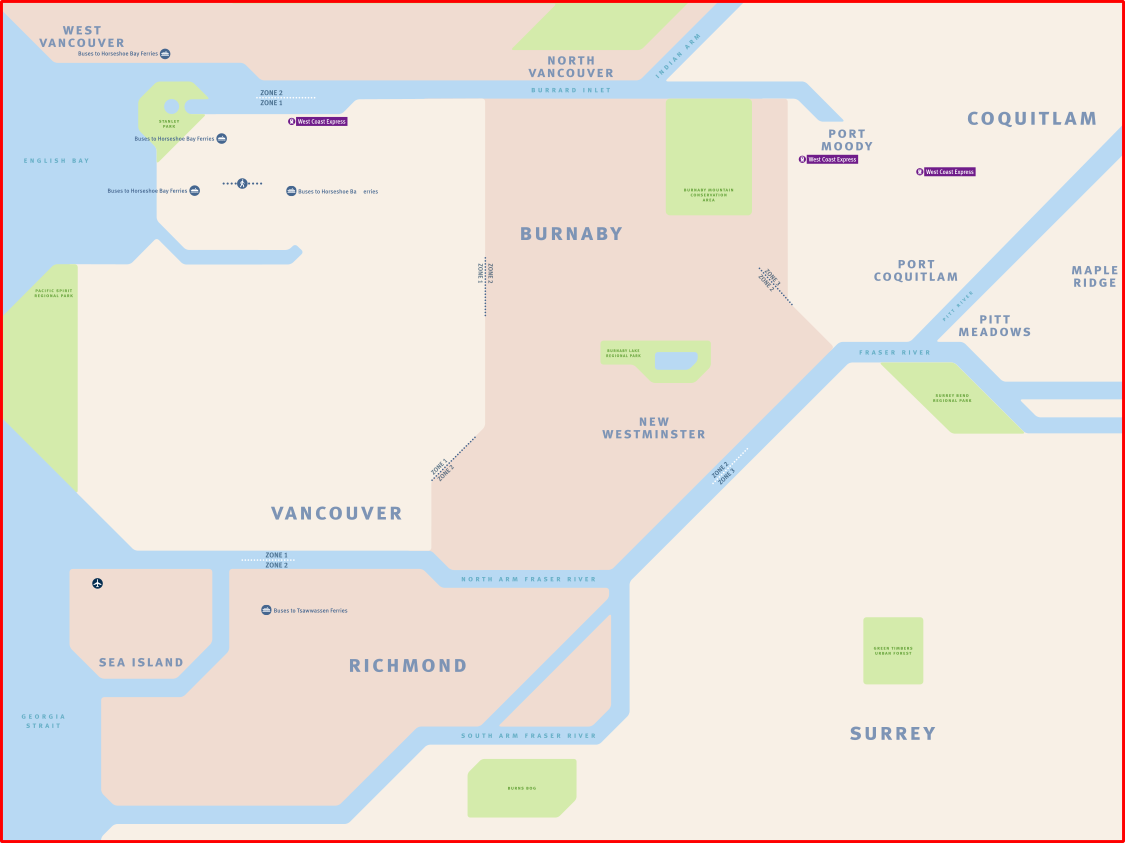 WEST
VANCOUVER
Buses to Horseshoe Bay Ferries
NORTH
VANCOUVER
INDIAN ARM
BURRARD INLET
ZONE 2
ZONE 1
STANLEY
PARK
West Coast Express
Buses to Horseshoe Bay Ferries
ENGLISH BAY
Buses to Horseshoe Bay Ferries
Buses to Horseshoe Ba erries
COQUITLAM
PORT
MOODY
West Coast Express
West Coast Express
BURNABY MOUNTAIN
CONSERVATION
AREA
BURNABY
ZONE 1
ZONE 2
ZONE 3
ZONE 2
PORT
COQUITLAM
MAPLE
RIDGE
PITT RIVER
PITT
MEADOWS
PACIFIC SPIRIT
REGIONAL PARK
BURNABY LAKE
REGIONAL PARK
FRASER RIVER
SURREY BEND
REGIONAL PARK
NEW
WESTMINSTER
ZONE 1
ZONE 2
ZONE 2
ZONE 3
VANCOUVER
ZONE 1
ZONE 2
NORTH ARM FRASER RIVER
Buses to Tsawwassen Ferries
SEA ISLAND
RICHMOND
GREEN TIMBERS
URBAN FOREST
GEORGIA
STRAIT
SOUTH ARM FRASER RIVER
SURREY
BURNS BOG